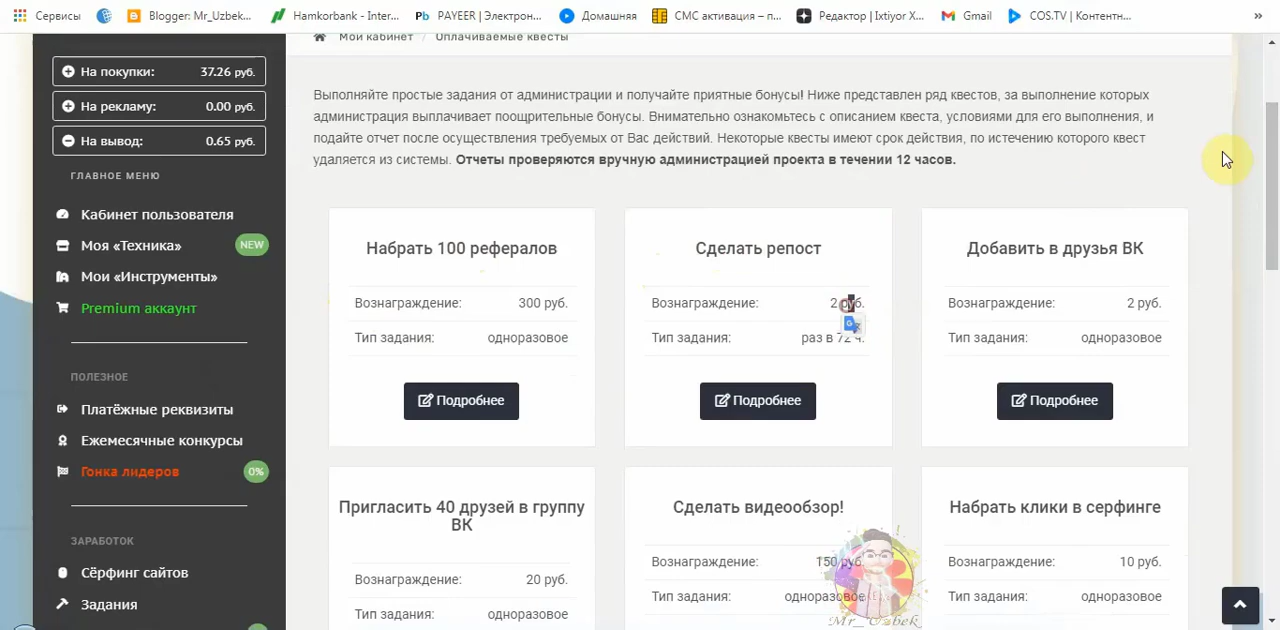 Сервисы
Blogger: Mr_Uzbek...
Hamkorbank - Inter...
PAYEER | Электрон...
Домашняя
СМС активация – п...
Редактор | Ixtiyor X...
Gmail
COS.TV | Контентн...
»
Мой кабинет / Оплачиваемые квесты
На покупки: 37.26 руб.
На рекламу: 0.00 руб.
На вывод: 0.65 руб.
ГЛАВНОЕ МЕНЮ
Кабинет пользователя
Моя «Техника» NEW
Мои «Инструменты»
Premium аккаунт
ПОЛЕЗНОЕ
Платёжные реквизиты
Ежемесячные конкурсы
Гонка лидеров 0%
ЗАРАБОТОК
Сёрфинг сайтов
Задания
Выполняйте простые задания от администрации и получайте приятные бонусы! Ниже представлен ряд квестов, за выполнение которых
администрация выплачивает поощрительные бонусы. Внимательно ознакомьтесь с описанием квеста, условиями для его выполнения, и
подайте отчет после осуществления требуемых от Вас действий. Некоторые квесты имеют срок действия, по истечению которого квест
удаляется из системы. Отчеты проверяются вручную администрацией проекта в течении 12 часов.
Набрать 100 рефералов
Вознаграждение: 300 руб.
Тип задания: одноразовое
Подробнее
Сделать репост
Вознаграждение: 2 руб.
Тип задания: раз в 72 ч.
Подробнее
Добавить в друзья ВК
Вознаграждение: 2 руб.
Тип задания: одноразовое
Подробнее
Пригласить 40 друзей в группу
ВК
Вознаграждение: 20 руб.
Тип задания: одноразовое
Сделать видеообзор!
Вознаграждение: 150 руб.
Тип задания: одноразовое
Набрать клики в серфинге
Вознаграждение: 10 руб.
Тип задания: одноразовое
Mr_Uzbek